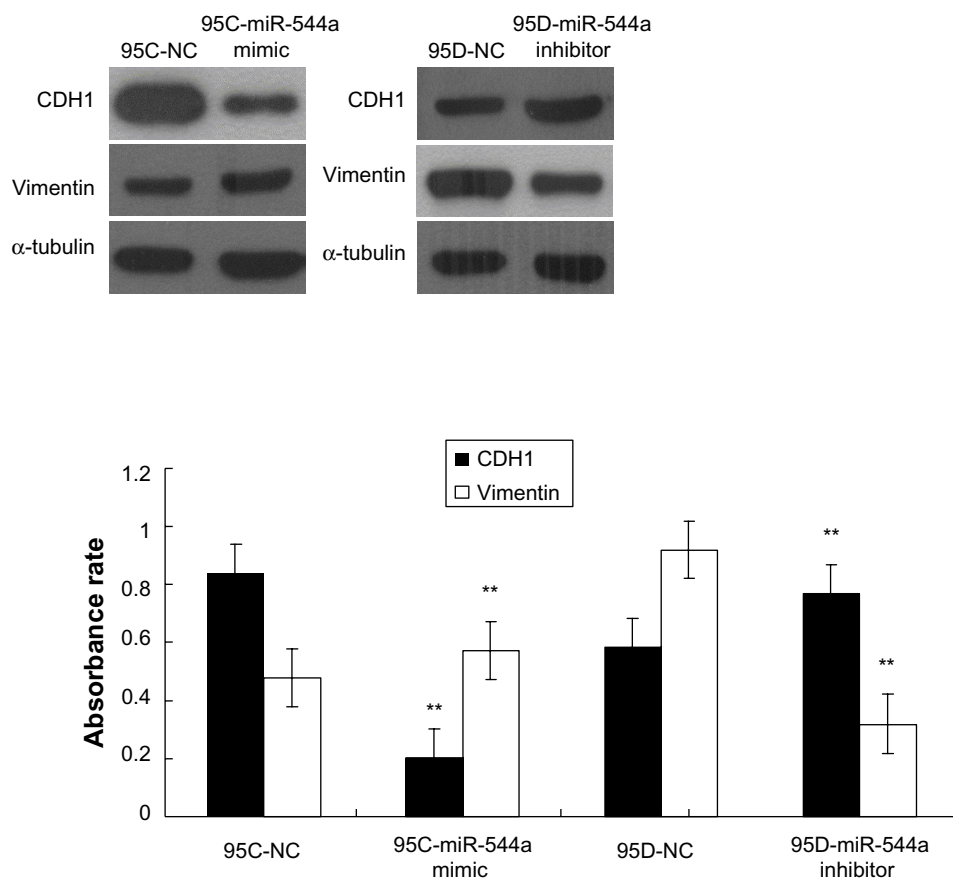 95C-NC
95C-miR-544a
mimic
95D-NC
95D-miR-544a
inhibitor
CDH1
Vimentin
α-tubulin
CDH1
Vimentin
α-tubulin
CDH1
Vimentin
Absorbance rate
1.2
1
0.8
0.6
0.4
0.2
0
**
**
**
**
95C-NC
95C-miR-544a
mimic
95D-NC
95D-miR-544a
inhibitor